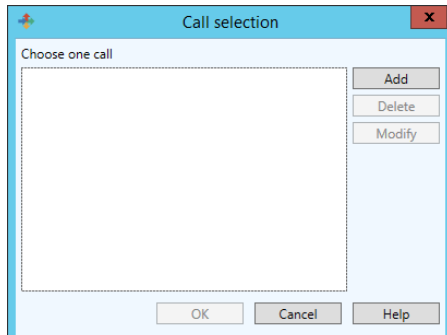 Call selection
x
Choose one call
Add
Delete
Modify
OK Cancel Help